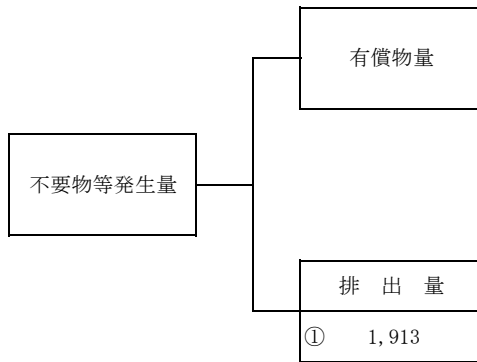 有償物量
不要物等発生量
排 出 量
① 1,913